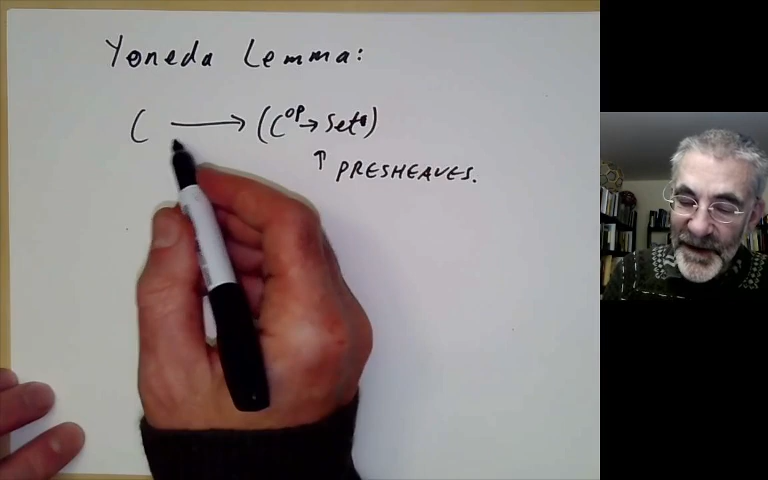 Yoneda Lemma:
C ⟶ (C^op → Set)
↑ PRESHEAVES.